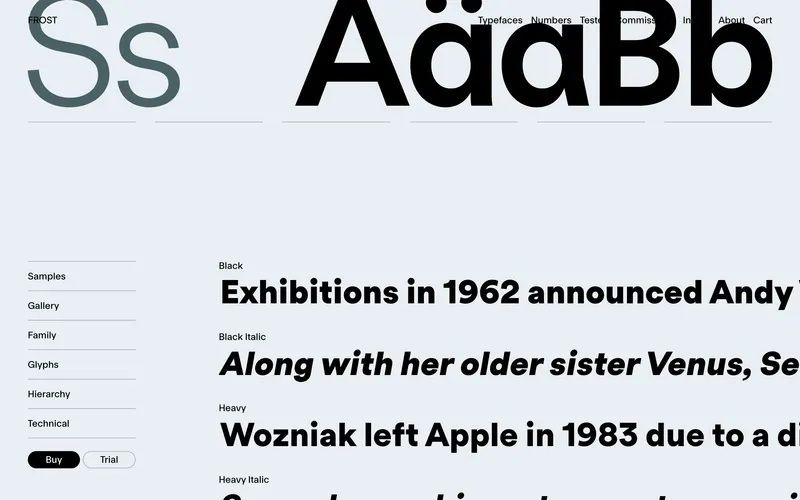 FROST
Typefaces Numbers About Cart
Ss
AäaBb
Samples
Gallery
Family
Glyphs
Hierarchy
Technical
Buy Trial
Black
Exhibitions in 1962 announced Andy
Black Italic
Along with her older sister Venus, Se
Heavy
Wozniak left Apple in 1983 due to a di
Heavy Italic